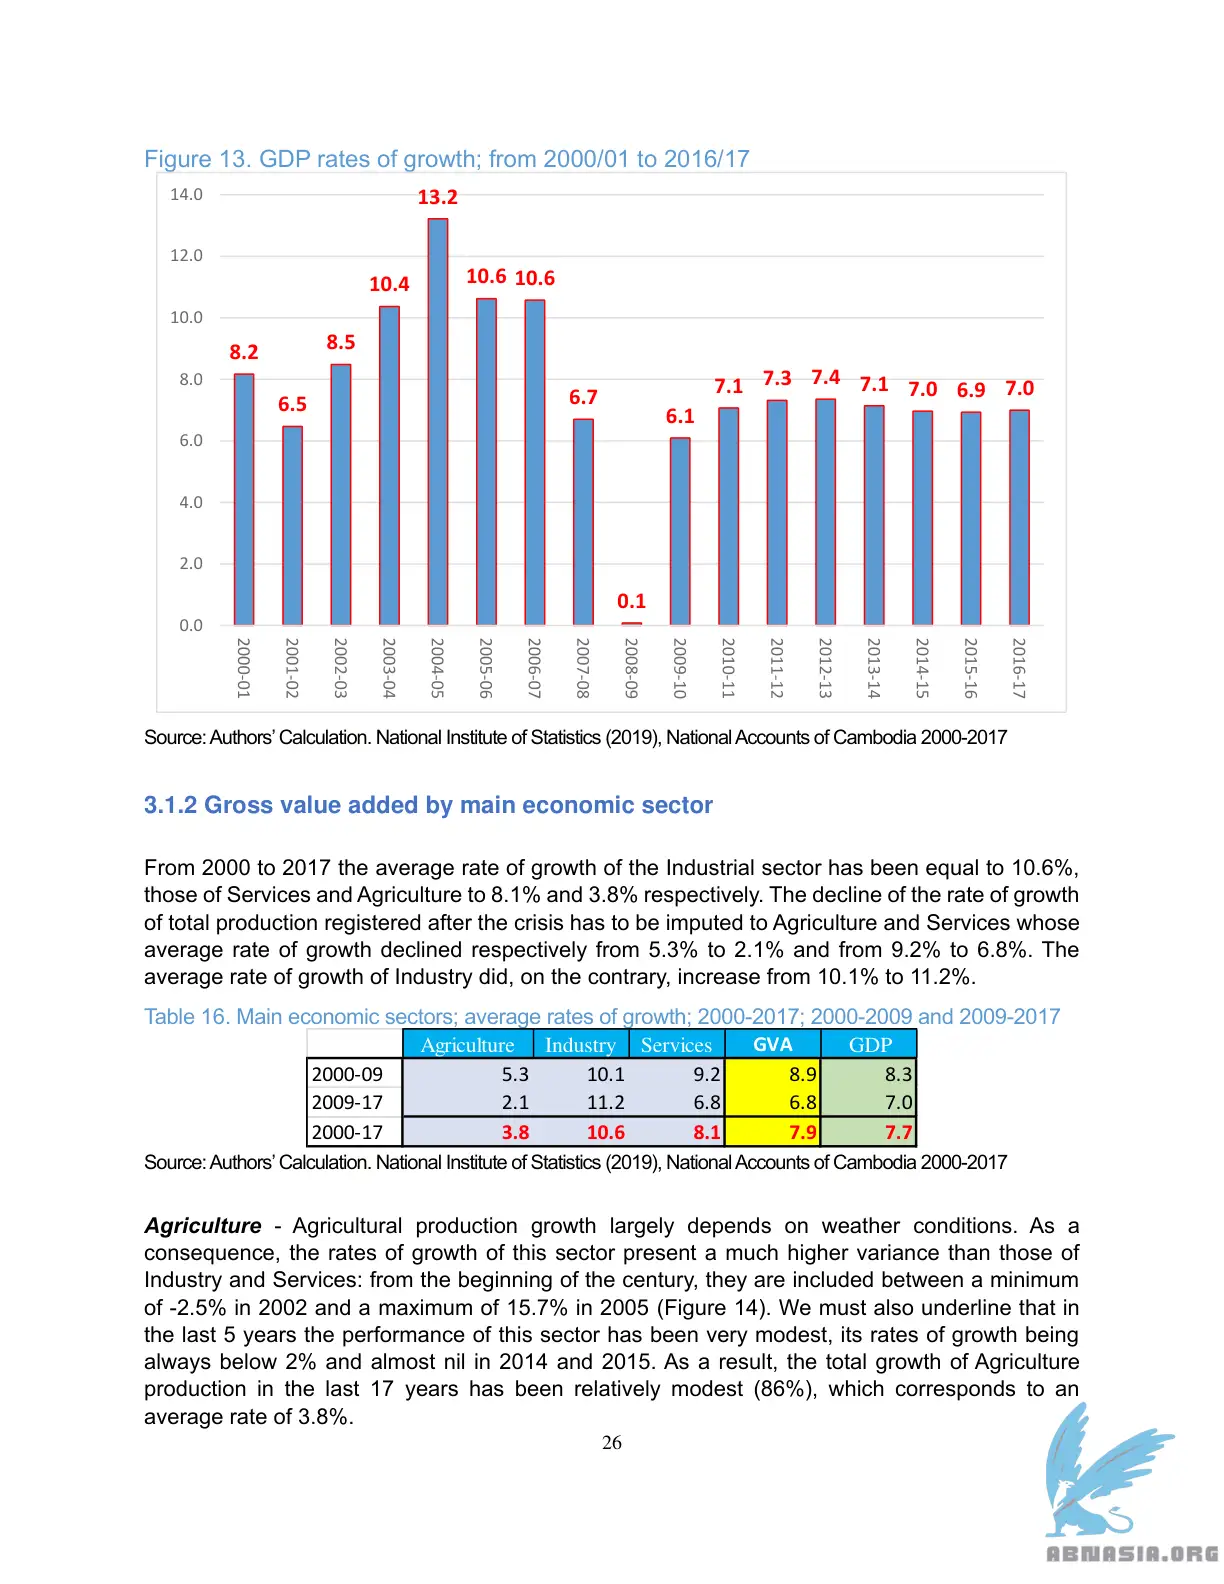 Figure 13. GDP rates of growth; from 2000/01 to 2016/17
14.0
12.0
10.0
8.0
6.0
4.0
2.0
0.0
8.2
6.5
8.5
10.4
13.2
10.6
10.6
6.7
0.1
6.1
7.1
7.3
7.4
7.1
7.0
6.9
7.0
2000-01
2001-02
2002-03
2003-04
2004-05
2005-06
2006-07
2007-08
2008-09
2009-10
2010-11
2011-12
2012-13
2013-14
2014-15
2015-16
2016-17
Source: Authors’ Calculation. National Institute of Statistics (2019), National Accounts of Cambodia 2000-2017
3.1.2 Gross value added by main economic sector
From 2000 to 2017 the average rate of growth of the Industrial sector has been equal to 10.6%,
those of Services and Agriculture to 8.1% and 3.8% respectively. The decline of the rate of growth
of total production registered after the crisis has to be imputed to Agriculture and Services whose
average rate of growth declined respectively from 5.3% to 2.1% and from 9.2% to 6.8%. The
average rate of growth of Industry did, on the contrary, increase from 10.1% to 11.2%.
Table 16. Main economic sectors; average rates of growth; 2000-2017; 2000-2009 and 2009-2017
Agriculture Industry Services GVA GDP
2000-09 5.3 10.1 9.2 8.9 8.3
2009-17 2.1 11.2 6.8 6.8 7.0
2000-17 3.8 10.6 8.1 7.9 7.7
Source: Authors’ Calculation. National Institute of Statistics (2019), National Accounts of Cambodia 2000-2017
Agriculture - Agricultural production growth largely depends on weather conditions. As a
consequence, the rates of growth of this sector present a much higher variance than those of
Industry and Services: from the beginning of the century, they are included between a minimum
of -2.5% in 2002 and a maximum of 15.7% in 2005 (Figure 14). We must also underline that in
the last 5 years the performance of this sector has been very modest, its rates of growth being
always below 2% and almost nil in 2014 and 2015. As a result, the total growth of Agriculture
production in the last 17 years has been relatively modest (86%), which corresponds to an
average rate of 3.8%.
26
ABNASIA.ORG